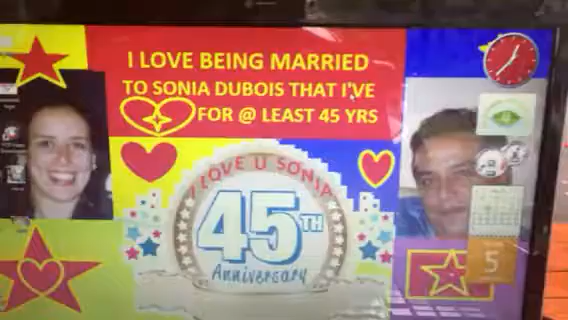 I LOVE BEING MARRIED
TO SONIA DUBOIS THAT I'VE
FOR @ LEAST 45 YRS
I LOVE U SONIA
45TH
Anniversary
5